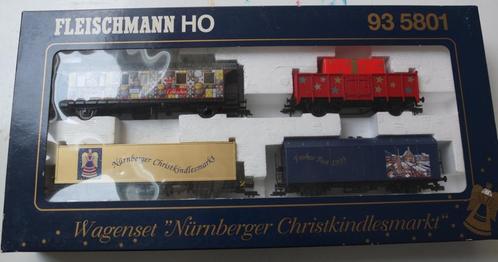 FLEISCHMANN HO
93 5801
Nürnberger Christkindlesmarkt
Wagenset "Nürnberger Christkindlesmarkt"